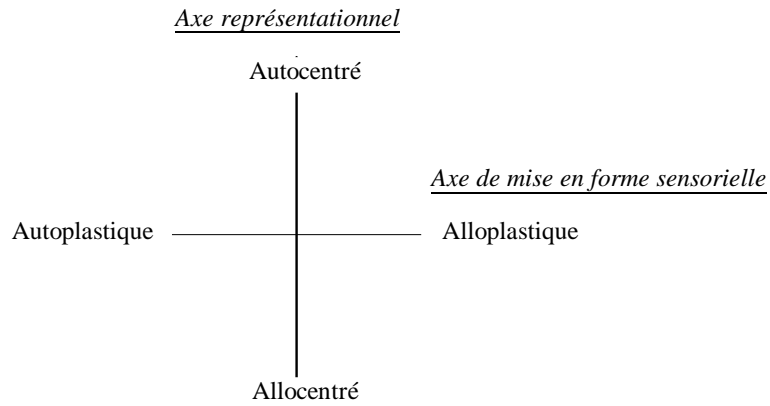 Axe représentationnel
Autocentré
Axe de mise en forme sensorielle
Autoplastique
Alloplastique
Allocentré